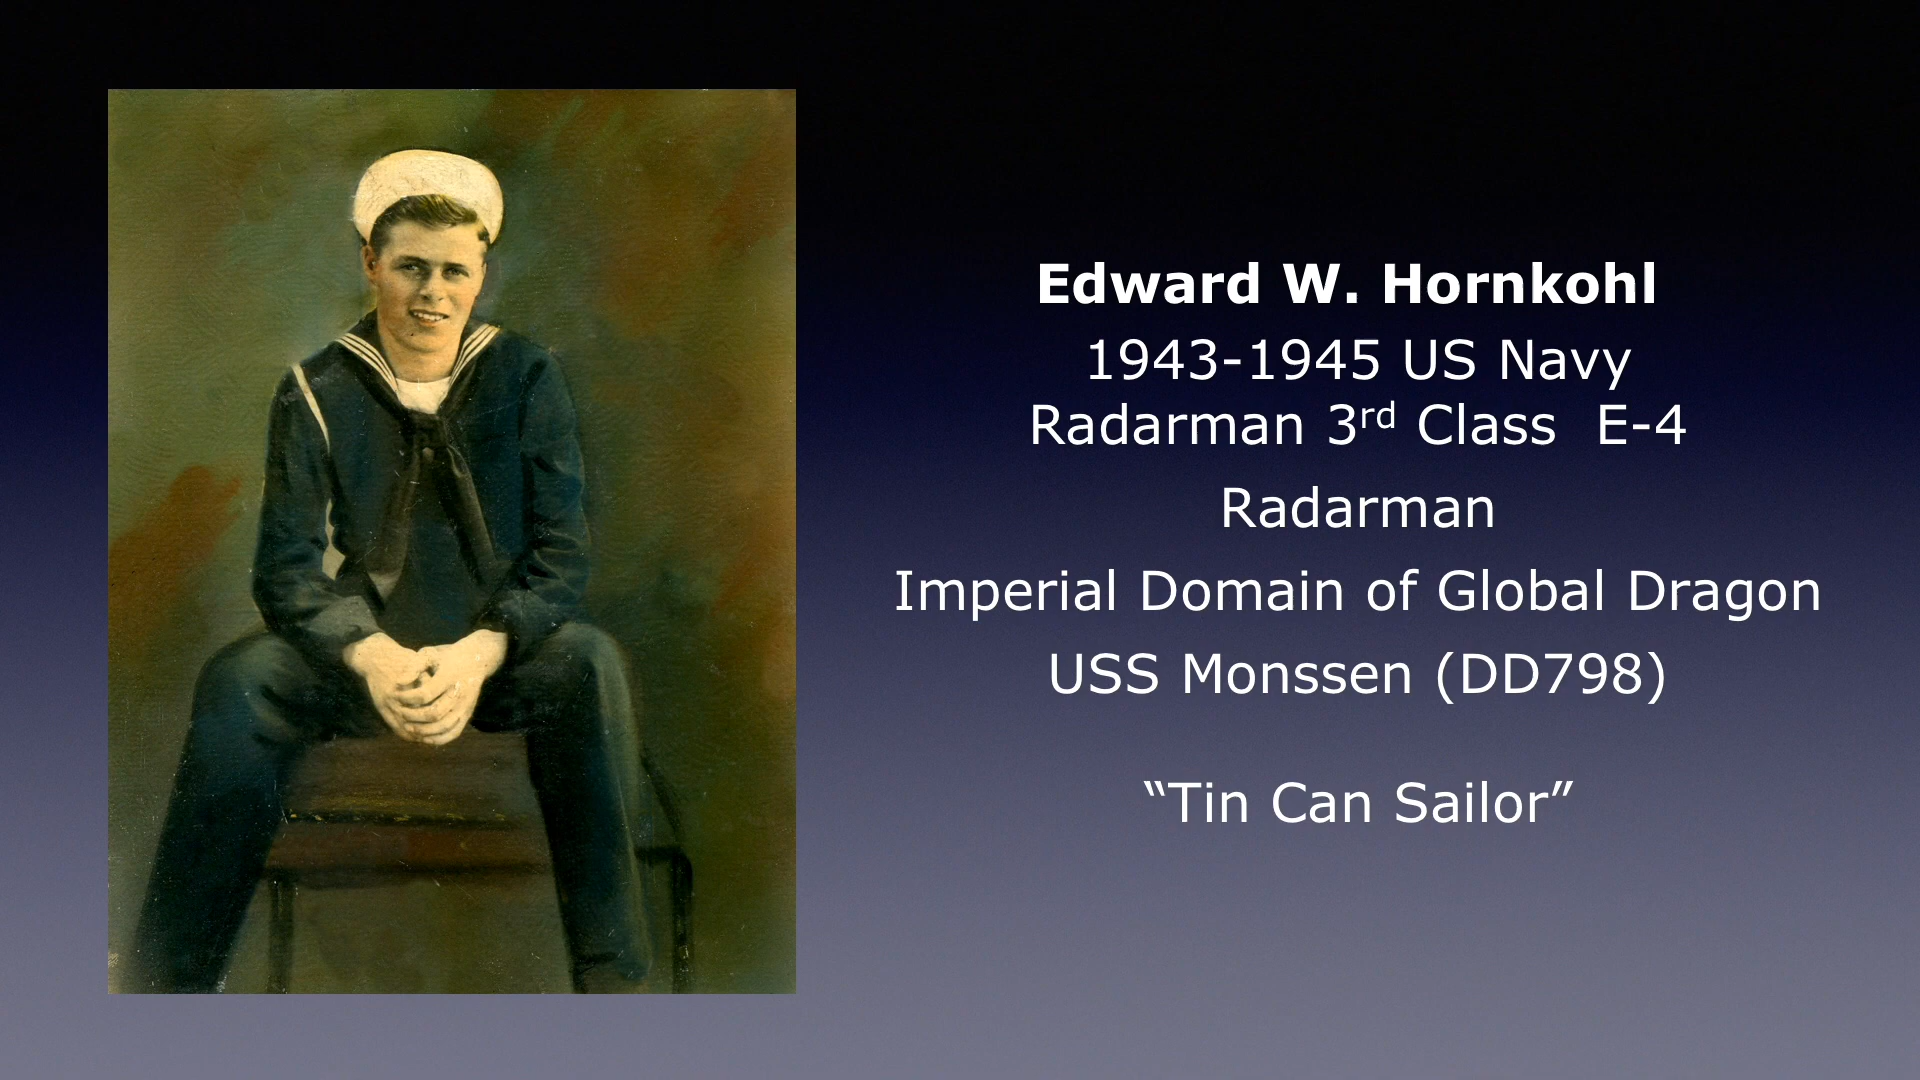 Edward W. Hornkohl
1943-1945 US Navy
Radarman 3rd Class  E-4
Radarman
Imperial Domain of Global Dragon
USS Monssen (DD798)
“Tin Can Sailor”